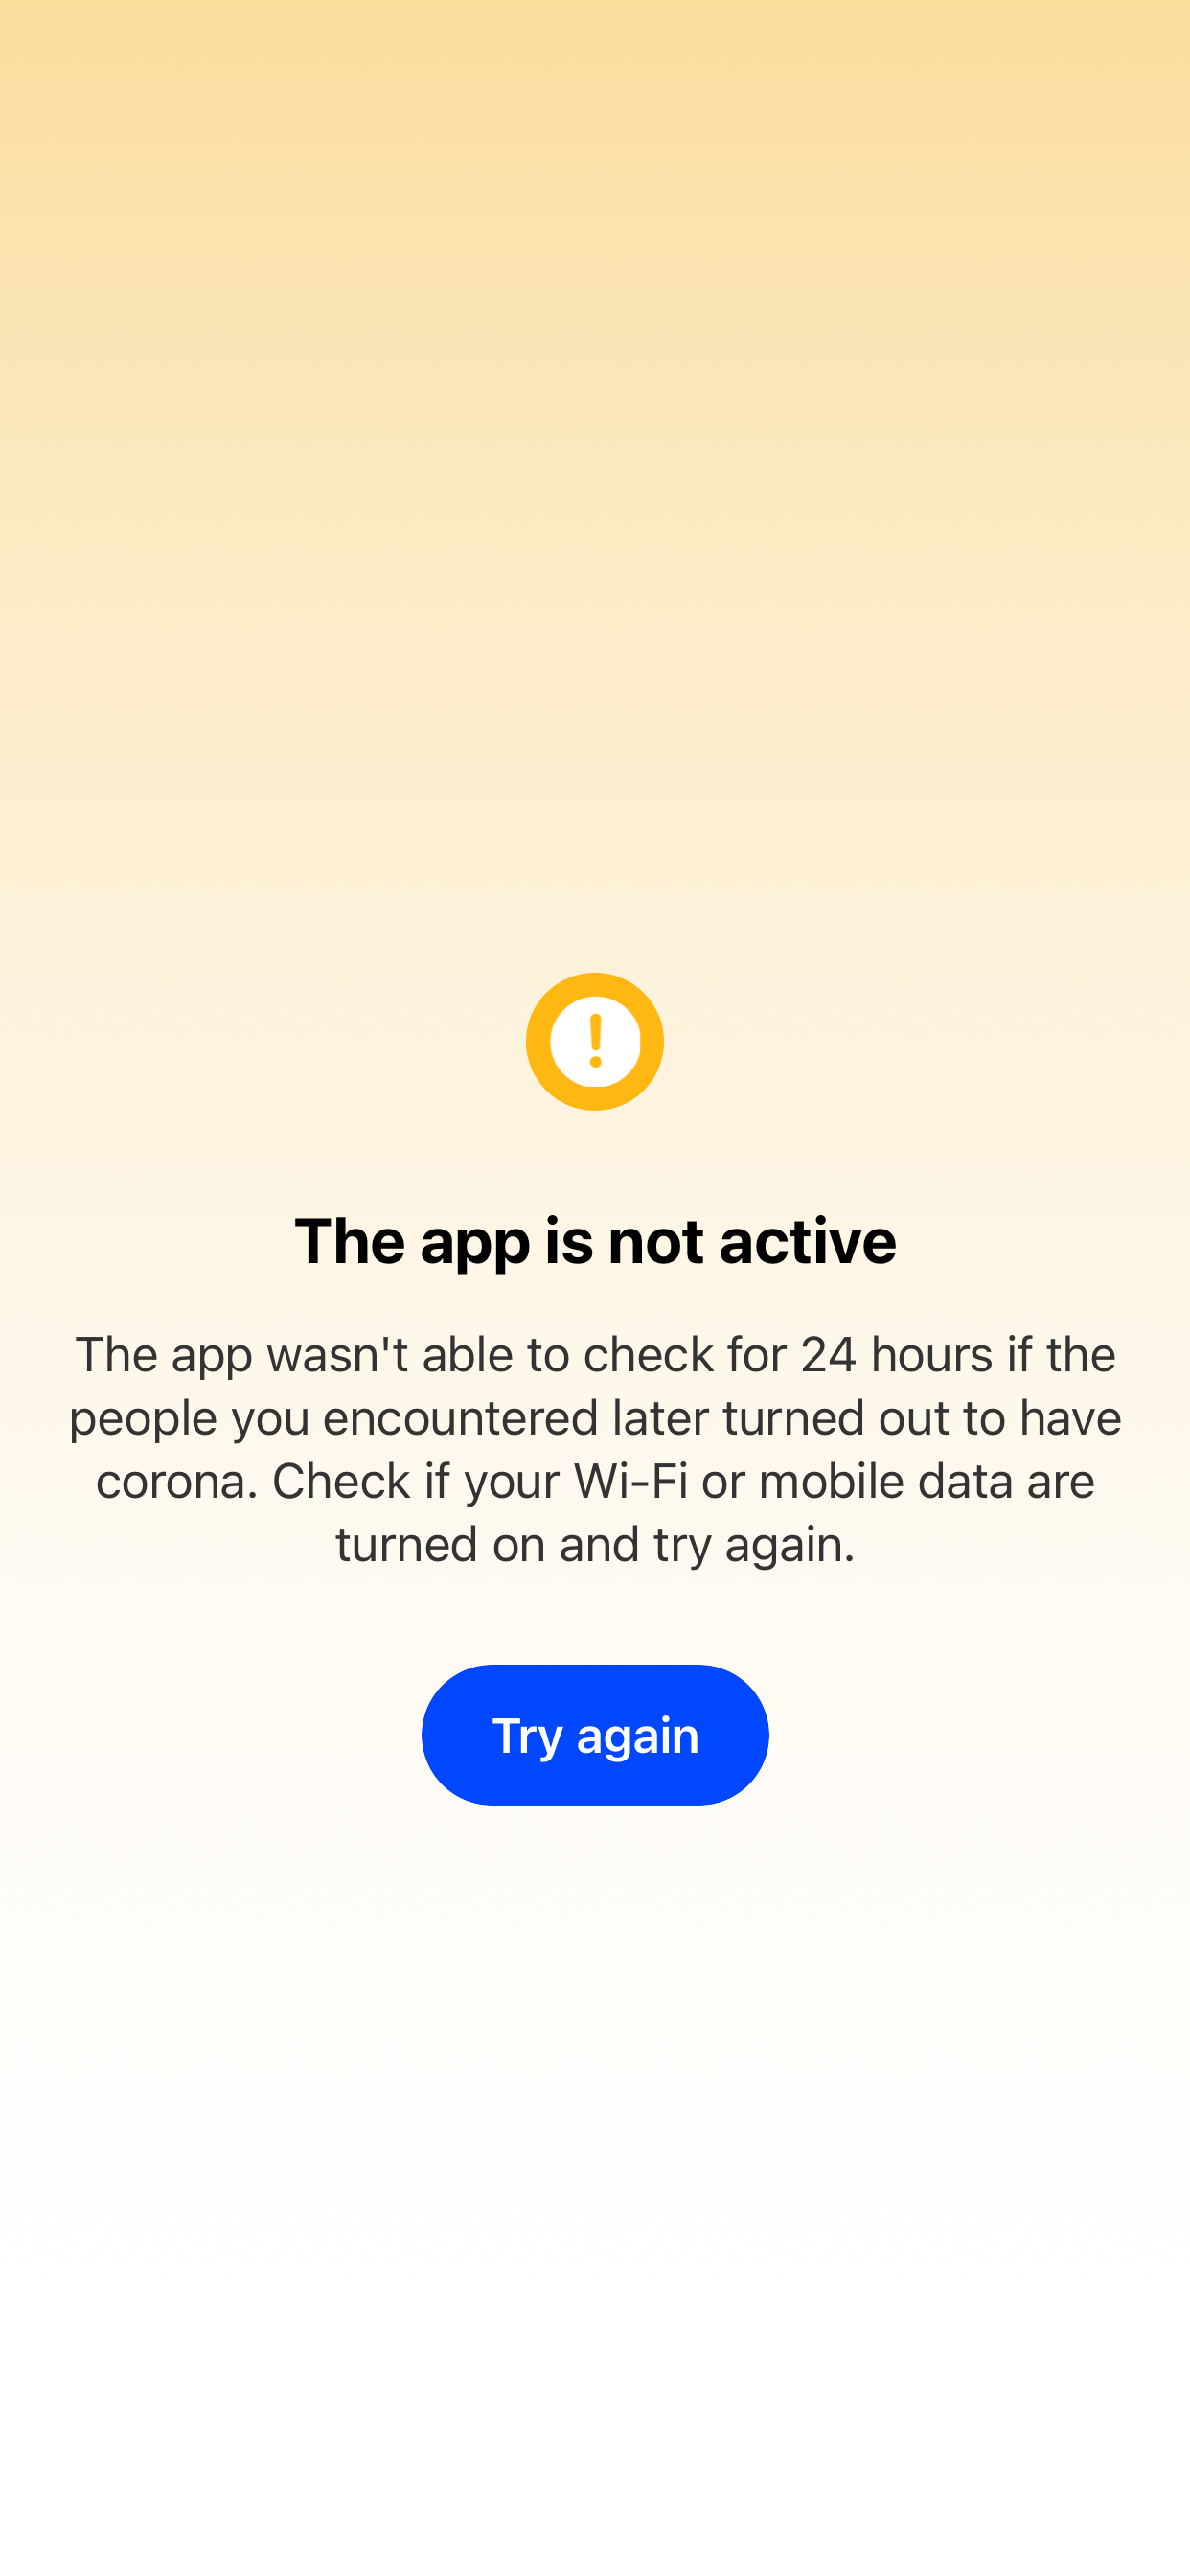 The app is not active
The app wasn't able to check for 24 hours if the
people you encountered later turned out to have
corona. Check if your Wi-Fi or mobile data are
turned on and try again.
Try again